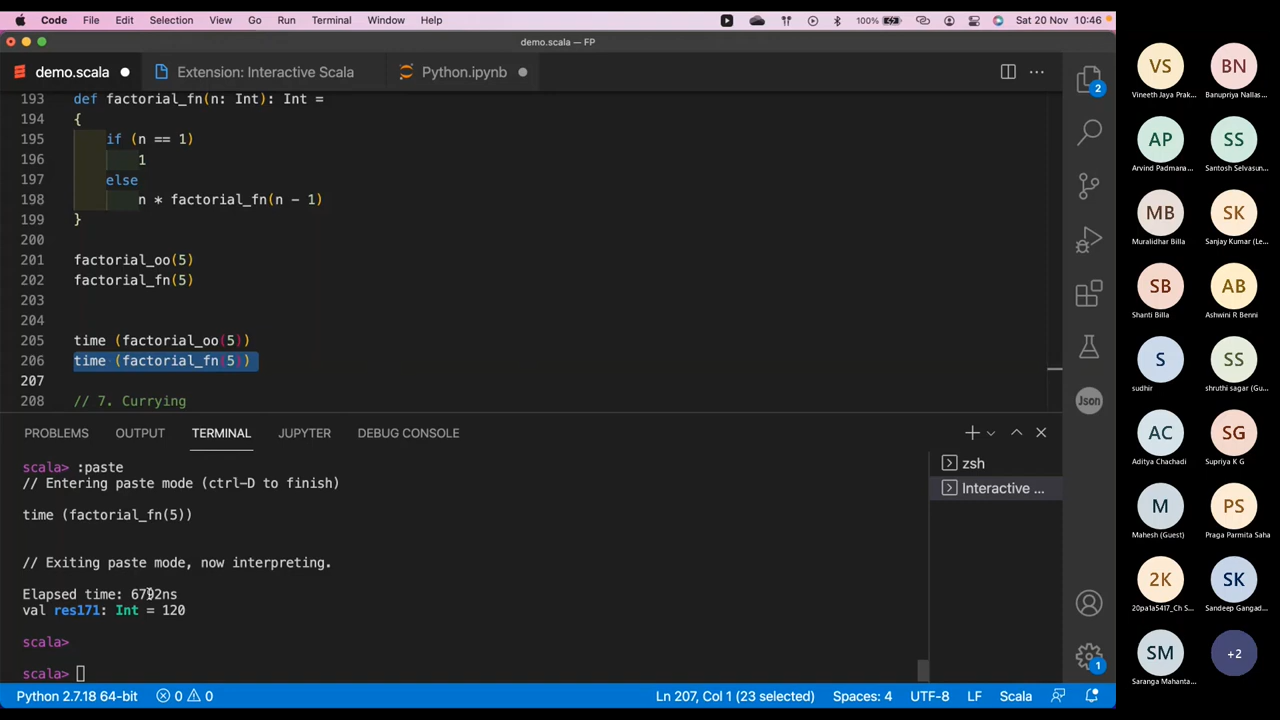 Code File Edit Selection View Go Run Terminal Window Help 100% Sat 20 Nov 10:46
demo.scala — FP
demo.scala Extension: Interactive Scala Python.ipynb
193 def factorial_fn(n: Int): Int =
194 {
195 if (n == 1)
196 1
197 else
198 n * factorial_fn(n - 1)
199 }
200
201 factorial_oo(5)
202 factorial_fn(5)
203
204
205 time (factorial_oo(5))
206 time (factorial_fn(5))
207
208 // 7. Currying
PROBLEMS OUTPUT TERMINAL JUPYTER DEBUG CONSOLE
scala> :paste
// Entering paste mode (ctrl-D to finish)
time (factorial_fn(5))
// Exiting paste mode, now interpreting.
Elapsed time: 6792ns
val res171: Int = 120
scala>
scala>
zsh
Interactive ...
2
Json
1
Python 2.7.18 64-bit 0 0 Ln 207, Col 1 (23 selected) Spaces: 4 UTF-8 LF Scala
VS BN
Vineeth Jaya Prak... Banupriya Nallas...
AP SS
Arvind Padmana... Santosh Selvasun...
MB SK
Muralidhar Billa Sanjay Kumar (Le...
SB AB
Shanti Billa Ashwini R Benni
S SS
sudhir shruthi sagar (Gu...
AC SG
Aditya Chachadi Supriya K G
M PS
Mahesh (Guest) Praga Parmita Saha
2K SK
20pa1a5417_Ch S... Sandeep Gangad...
SM +2
Saranga Mahanta...